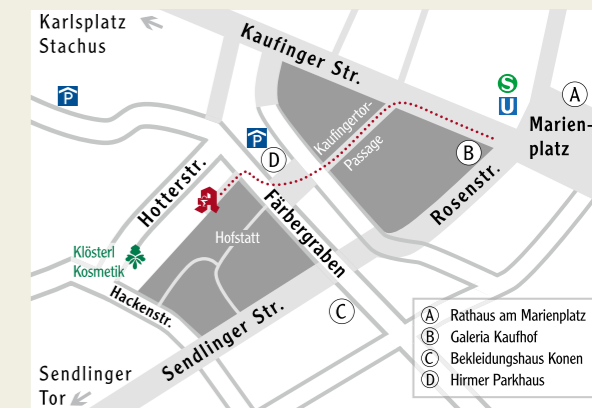 Karlsplatz
Stachus
Kaufinger Str.
P
S
U
A
Marien-
platz
Kaufingertor-
Passage
P
D
B
Rosenstr.
Hotterstr.
A
Färbergraben
Hofstatt
Klösterl
Kosmetik
Hackenstr.
C
Sendlinger Str.
A Rathaus am Marienplatz
B Galeria Kaufhof
C Bekleidungshaus Konen
D Hirmer Parkhaus
Sendlinger
Tor